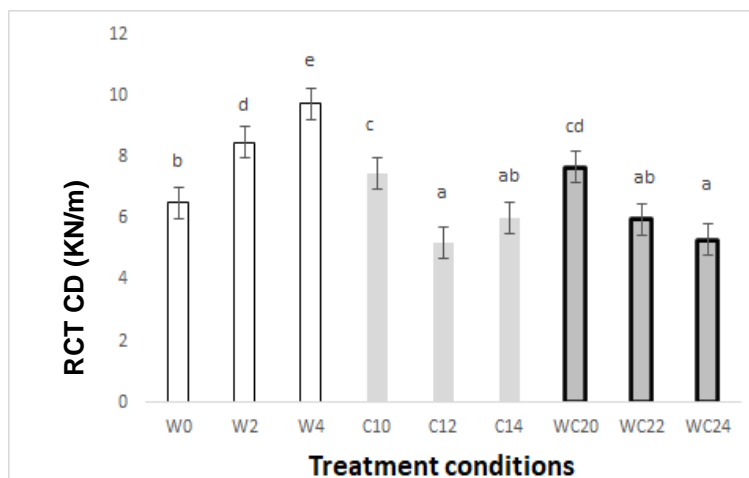 12
10
8
6
4
2
0
RCT CD (KN/m)
b
d
e
c
a
ab
cd
ab
a
W0 W2 W4 C10 C12 C14 WC20 WC22 WC24
Treatment conditions